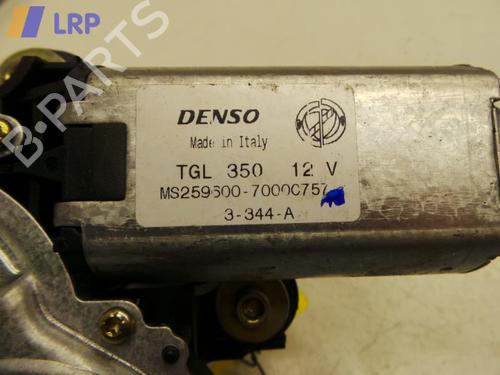 LRP
B-PARTS
DENSO
Made in Italy
TGL 350 12 V
MS259600-7000C757
3-344-A